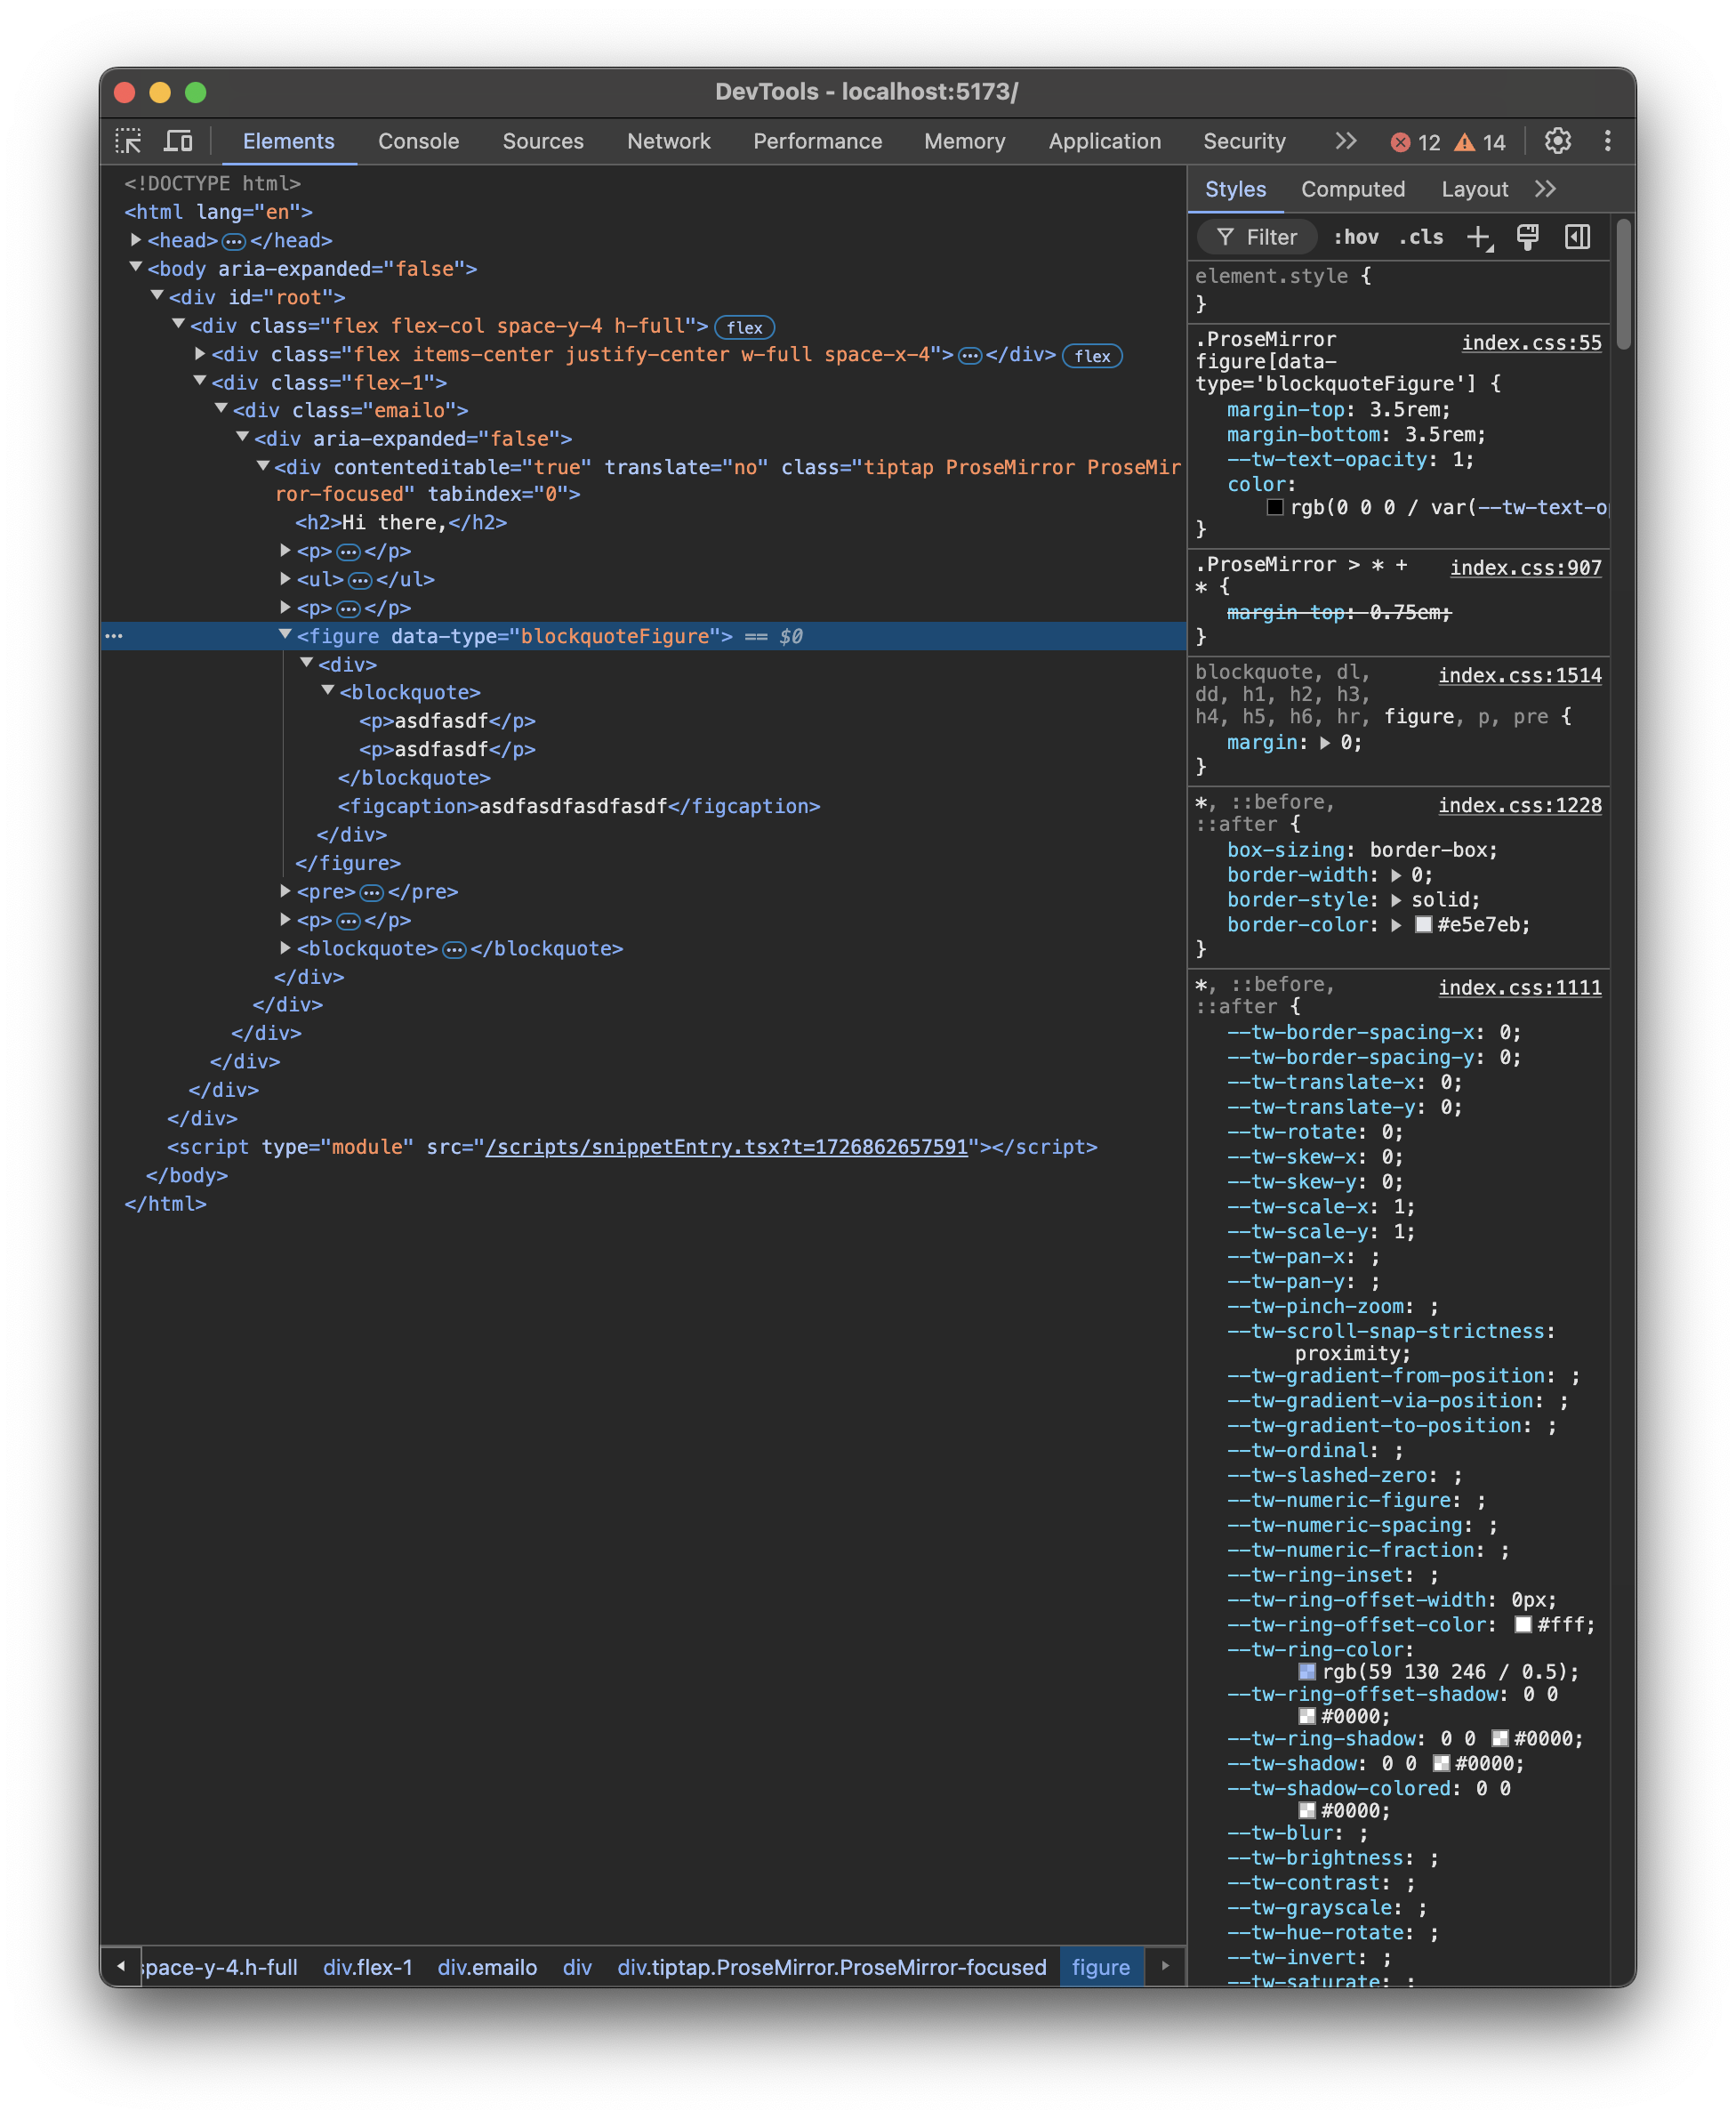 DevTools - localhost:5173/
Elements Console Sources Network Performance Memory Application Security 12 14
<!DOCTYPE html>
<html lang="en">
<head>…</head>
<body aria-expanded="false">
<div id="root">
<div class="flex flex-col space-y-4 h-full"> flex
<div class="flex items-center justify-center w-full space-x-4">…</div> flex
<div class="flex-1">
<div class="emailo">
<div aria-expanded="false">
<div contenteditable="true" translate="no" class="tiptap ProseMirror ProseMir
ror-focused" tabindex="0">
<h2>Hi there,</h2>
<p>…</p>
<ul>…</ul>
<p>…</p>
… <figure data-type="blockquoteFigure"> == $0
<div>
<blockquote>
<p>asdfasdf</p>
<p>asdfasdf</p>
</blockquote>
<figcaption>asdfasdfasdfasdf</figcaption>
</div>
</figure>
<pre>…</pre>
<p>…</p>
<blockquote>…</blockquote>
</div>
</div>
</div>
</div>
</div>
</div>
<script type="module" src="/scripts/snippetEntry.tsx?t=1726862657591"></script>
</body>
</html>
space-y-4.h-full div.flex-1 div.emailo div div.tiptap.ProseMirror.ProseMirror-focused figure
Styles Computed Layout
Filter :hov .cls
element.style {
}
.ProseMirror index.css:55
figure[data-
type='blockquoteFigure'] {
margin-top: 3.5rem;
margin-bottom: 3.5rem;
--tw-text-opacity: 1;
color:
rgb(0 0 0 / var(--tw-text-op
}
.ProseMirror > * + index.css:907
* {
margin-top: 0.75em;
}
blockquote, dl, index.css:1514
dd, h1, h2, h3,
h4, h5, h6, hr, figure, p, pre {
margin: 0;
}
*, ::before, index.css:1228
::after {
box-sizing: border-box;
border-width: 0;
border-style: solid;
border-color: #e5e7eb;
}
*, ::before, index.css:1111
::after {
--tw-border-spacing-x: 0;
--tw-border-spacing-y: 0;
--tw-translate-x: 0;
--tw-translate-y: 0;
--tw-rotate: 0;
--tw-skew-x: 0;
--tw-skew-y: 0;
--tw-scale-x: 1;
--tw-scale-y: 1;
--tw-pan-x: ;
--tw-pan-y: ;
--tw-pinch-zoom: ;
--tw-scroll-snap-strictness:
proximity;
--tw-gradient-from-position: ;
--tw-gradient-via-position: ;
--tw-gradient-to-position: ;
--tw-ordinal: ;
--tw-slashed-zero: ;
--tw-numeric-figure: ;
--tw-numeric-spacing: ;
--tw-numeric-fraction: ;
--tw-ring-inset: ;
--tw-ring-offset-width: 0px;
--tw-ring-offset-color: #fff;
--tw-ring-color:
rgb(59 130 246 / 0.5);
--tw-ring-offset-shadow: 0 0
#0000;
--tw-ring-shadow: 0 0 #0000;
--tw-shadow: 0 0 #0000;
--tw-shadow-colored: 0 0
#0000;
--tw-blur: ;
--tw-brightness: ;
--tw-contrast: ;
--tw-grayscale: ;
--tw-hue-rotate: ;
--tw-invert: ;
--tw-saturate: ;